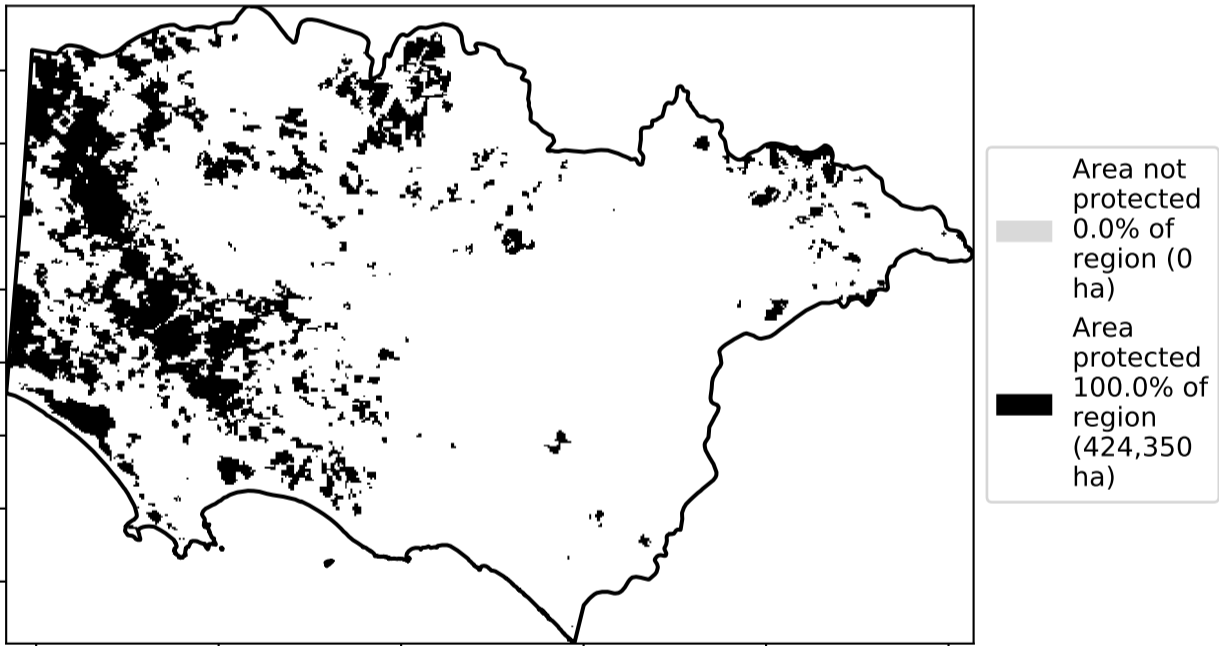 Area not
protected
0.0% of
region (0
ha)
Area
protected
100.0% of
region
(424,350
ha)